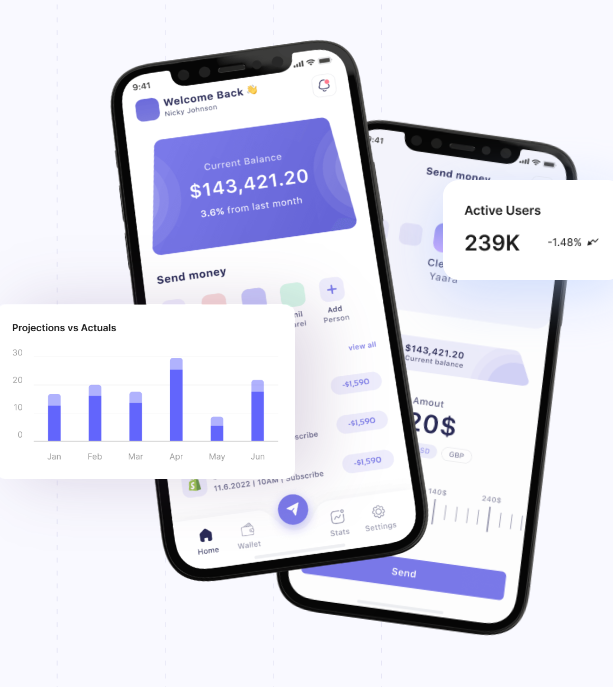 9:41
Welcome Back 👋
Nicky Johnson
Current Balance
$143,421.20
3.6% from last month
Send money
Add
Person
view all
-$1,590
-$1,590
scribe
-$1,590
11.6.2022 | 10AM | Subscribe
Home
Wallet
Stats
Settings
Projections vs Actuals
30
20
10
0
Jan
Feb
Mar
Apr
May
Jun
:41
Send money
Active Users
239K
-1.48%
Cle
Yaara
$143,421.20
Current balance
Amout
20$
GBP
140$
240$
Send